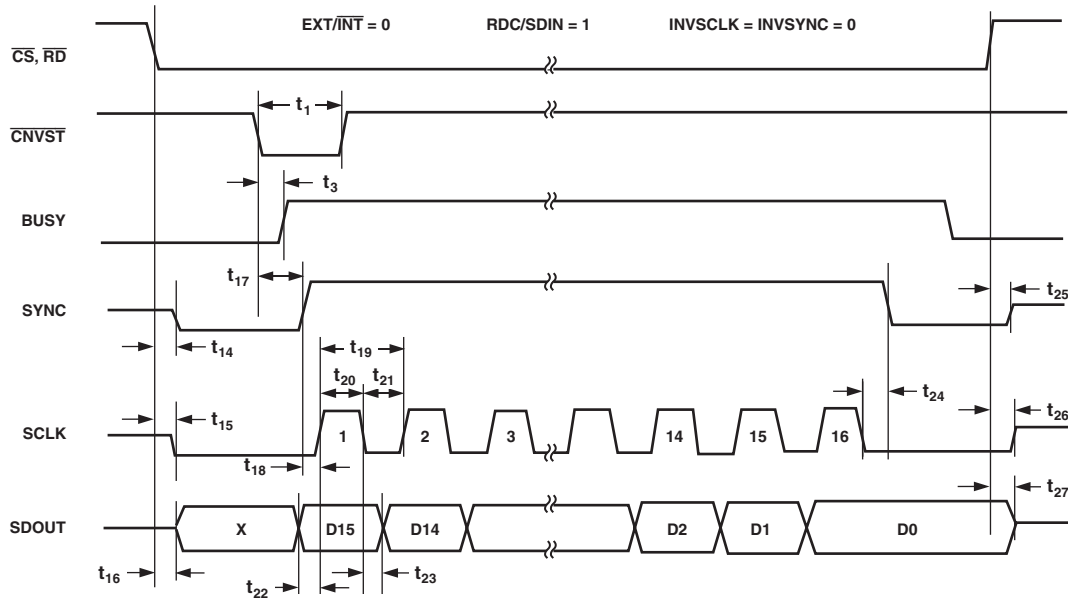 EXT/INT = 0 RDC/SDIN = 1 INVSCLK = INVSYNC = 0
CS, RD
t1
CNVST
t3
BUSY
t17
SYNC
t25
t14
t19
t20 t21
t24
t15
t26
SCLK
1 2 3 14 15 16
t18
t27
SDOUT
X D15 D14 D2 D1 D0
t16
t22
t23